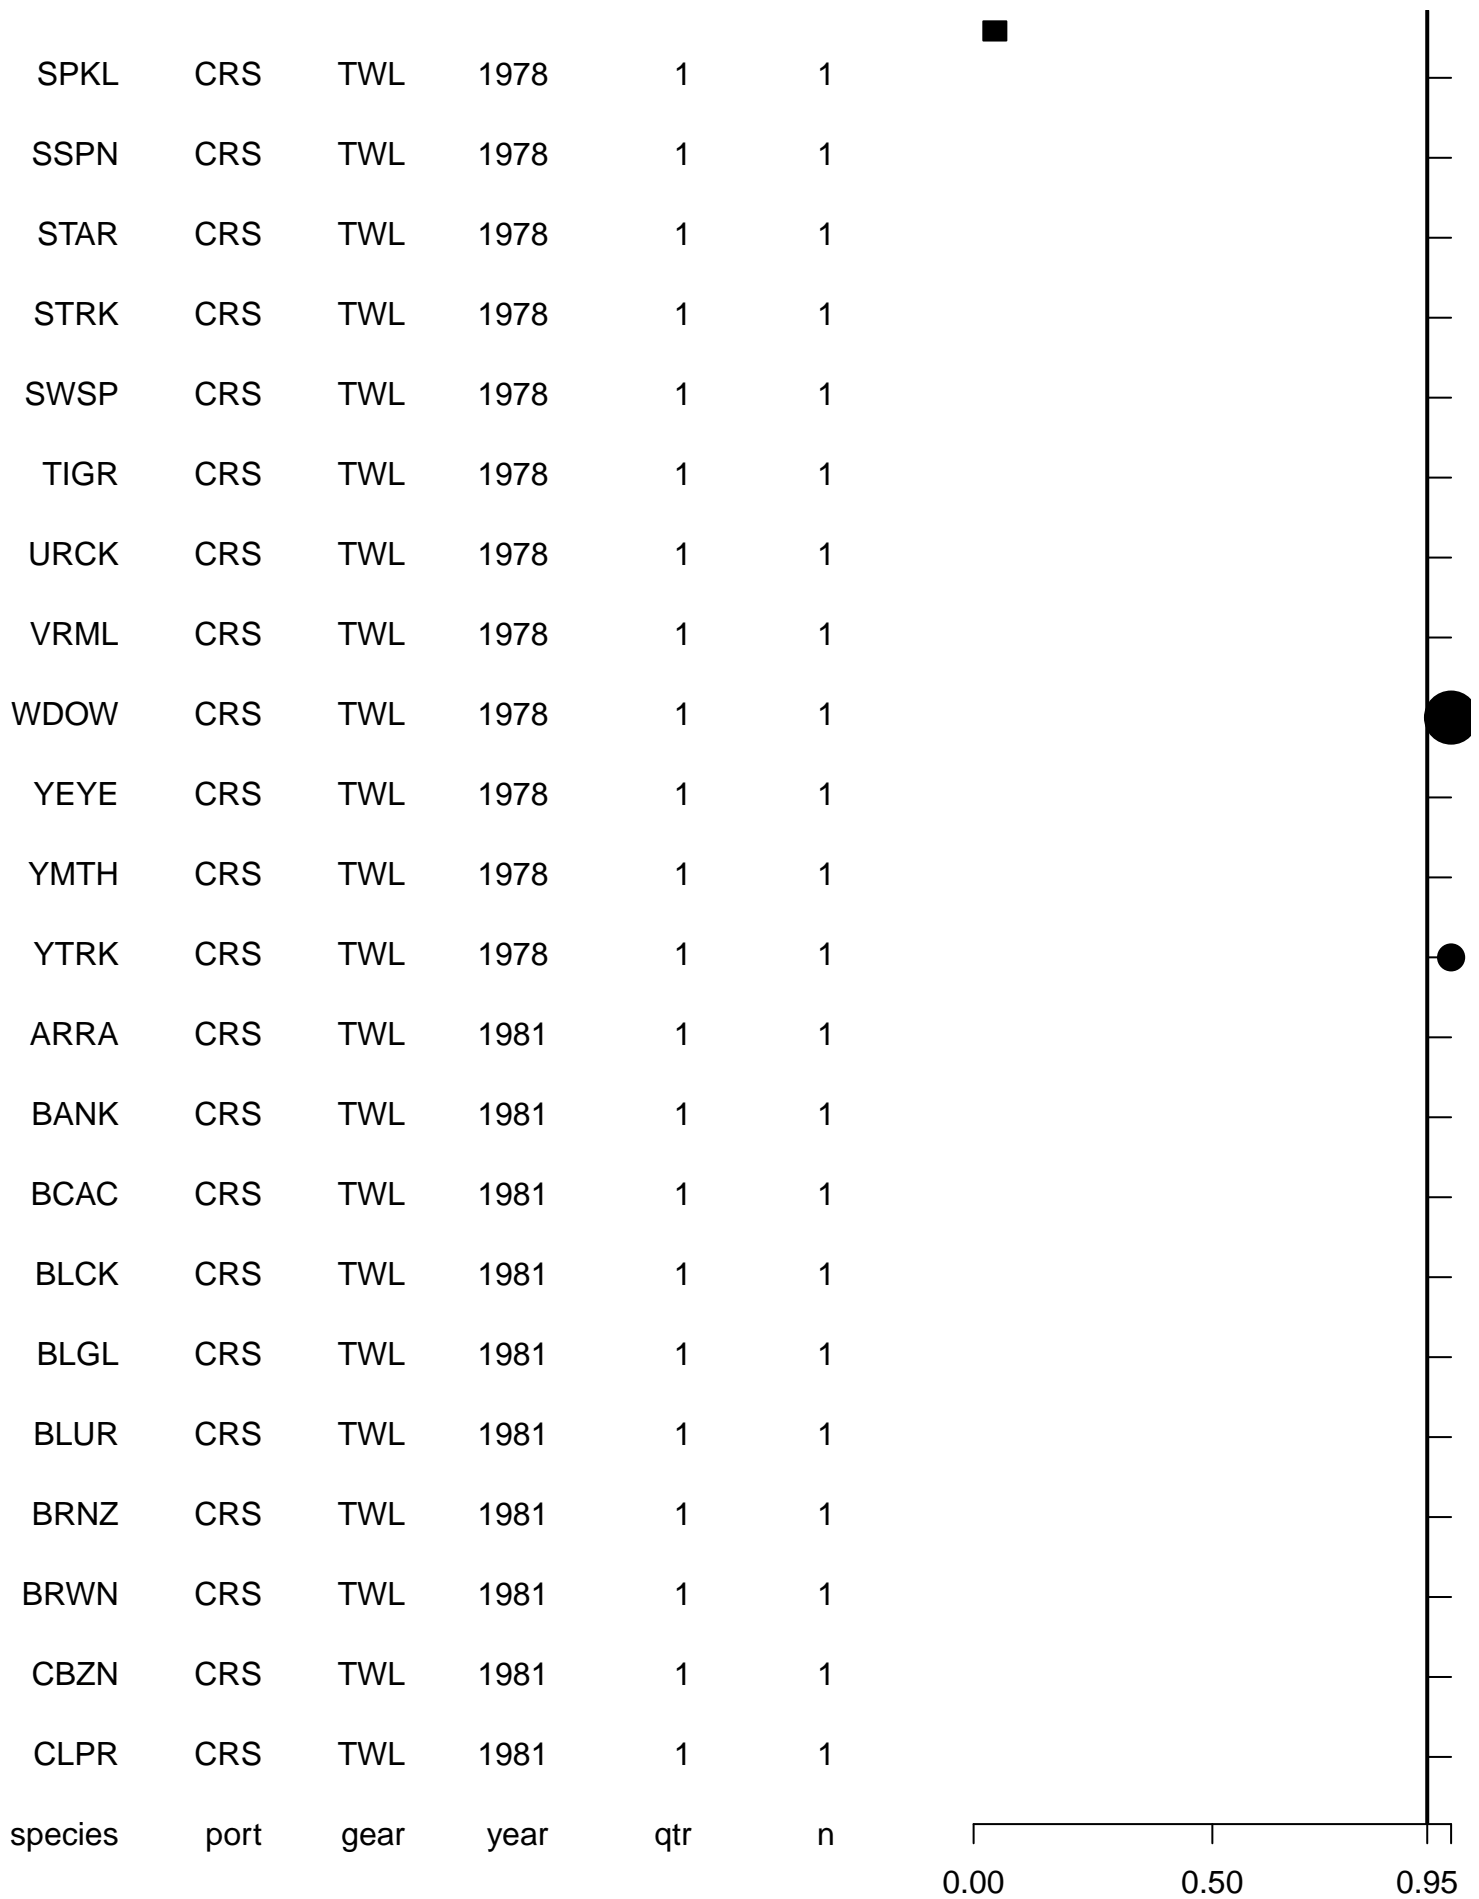 SPKL CRS TWL 1978 1 1
SSPN CRS TWL 1978 1 1
STAR CRS TWL 1978 1 1
STRK CRS TWL 1978 1 1
SWSP CRS TWL 1978 1 1
TIGR CRS TWL 1978 1 1
URCK CRS TWL 1978 1 1
VRML CRS TWL 1978 1 1
WDOW CRS TWL 1978 1 1
YEYE CRS TWL 1978 1 1
YMTH CRS TWL 1978 1 1
YTRK CRS TWL 1978 1 1
ARRA CRS TWL 1981 1 1
BANK CRS TWL 1981 1 1
BCAC CRS TWL 1981 1 1
BLCK CRS TWL 1981 1 1
BLGL CRS TWL 1981 1 1
BLUR CRS TWL 1981 1 1
BRNZ CRS TWL 1981 1 1
BRWN CRS TWL 1981 1 1
CBZN CRS TWL 1981 1 1
CLPR CRS TWL 1981 1 1
species port gear year qtr n
0.00 0.50 0.95